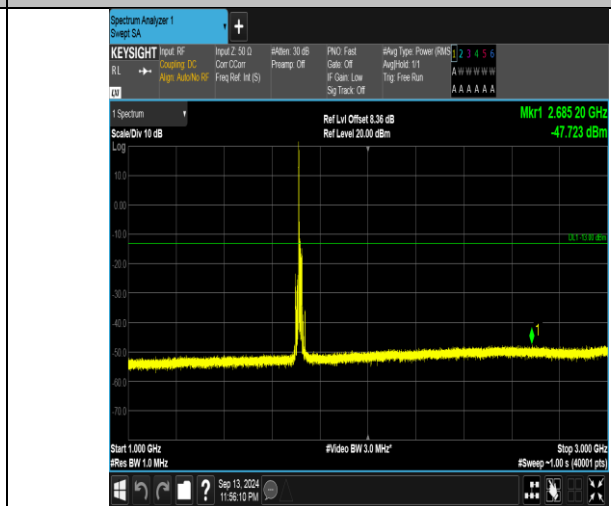 Spectrum Analyzer 1
Swept SA
+
KEYSIGHT
RL
LXI
Input: RF
Coupling: DC
Align: Auto/No RF
Input Z: 50 Ω
Corr CCorr
Freq Ref: Int (S)
#Atten: 30 dB
Preamp: Off
PNO: Fast
Gate: Off
IF Gain: Low
Sig Track: Off
#Avg Type: Power (RMS
Avg|Hold: 1/1
Trig: Free Run
1 2 3 4 5 6
A W W W W W
A A A A A A
1 Spectrum
Scale/Div 10 dB
Log
Ref Lvl Offset 8.36 dB
Ref Level 20.00 dBm
Mkr1 2.685 20 GHz
-47.723 dBm
10.0
0.00
-10.0
DL1 -13.00 dBm
-20.0
-30.0
-40.0
1
-50.0
-60.0
-70.0
Start 1.000 GHz
#Res BW 1.0 MHz
#Video BW 3.0 MHz*
Stop 3.000 GHz
#Sweep ~1.00 s (40001 pts)
?
Sep 13, 2024
11:56:10 PM